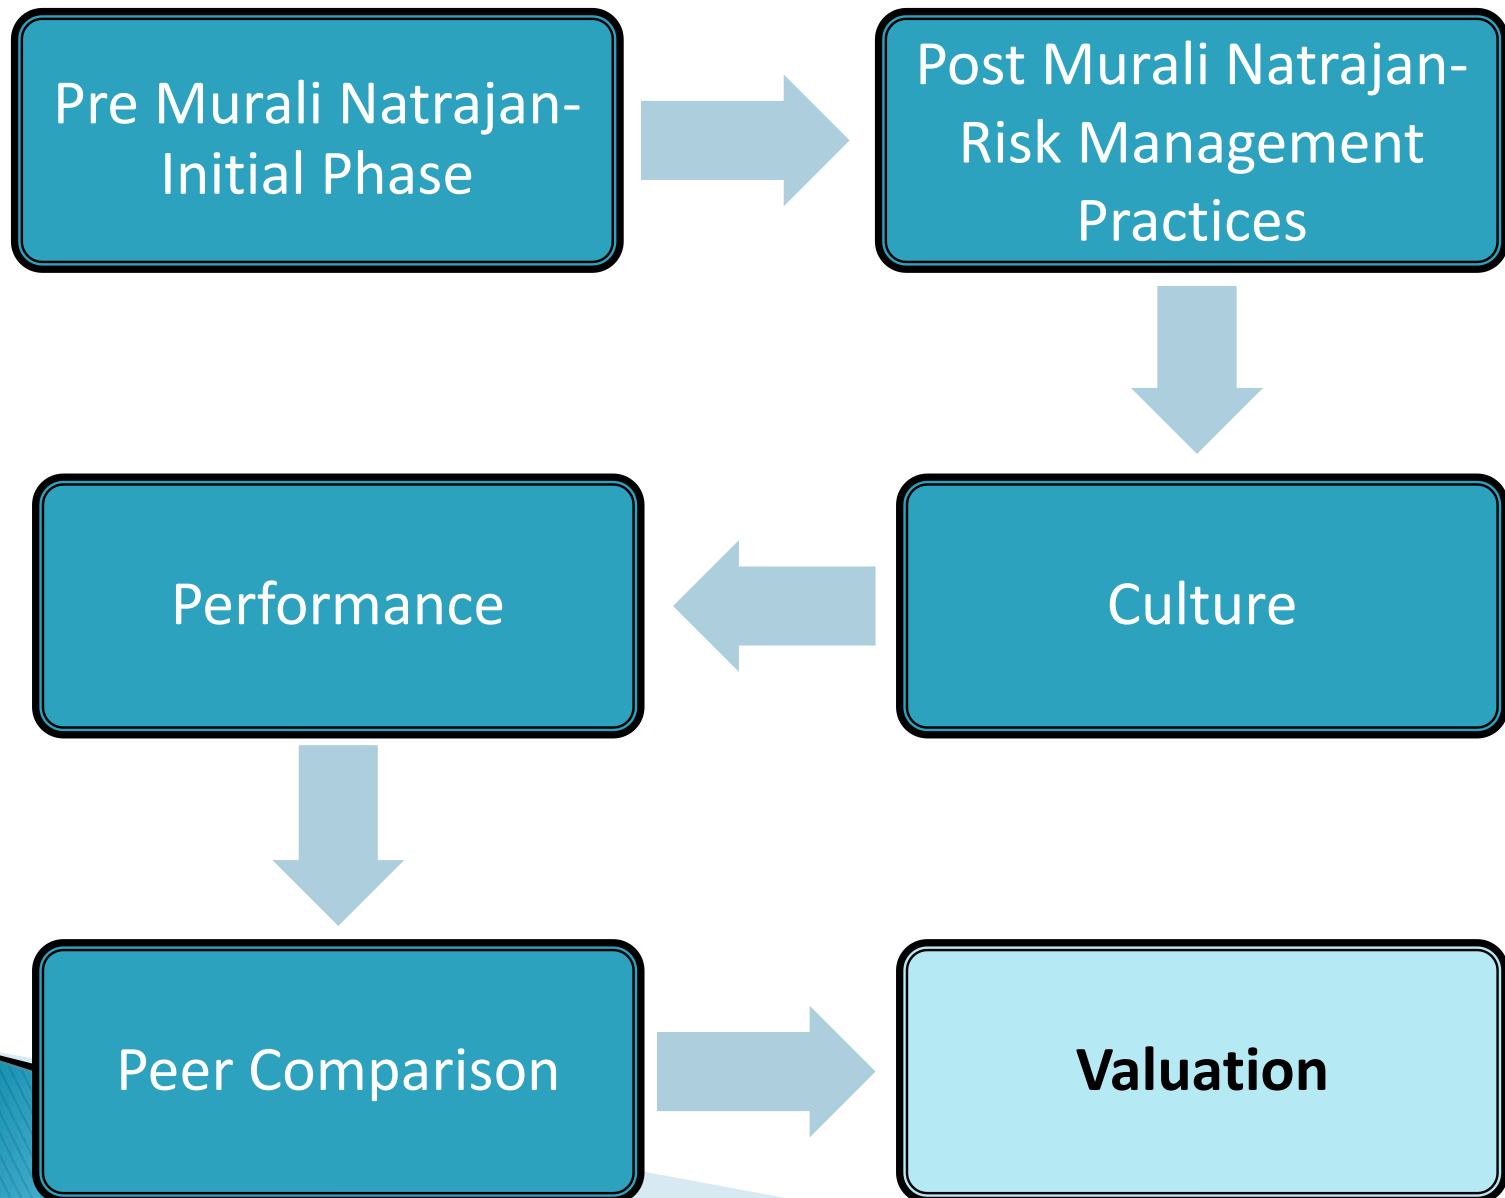 Pre Murali Natrajan-
Initial Phase
Post Murali Natrajan-
Risk Management
Practices
Culture
Performance
Peer Comparison
Valuation